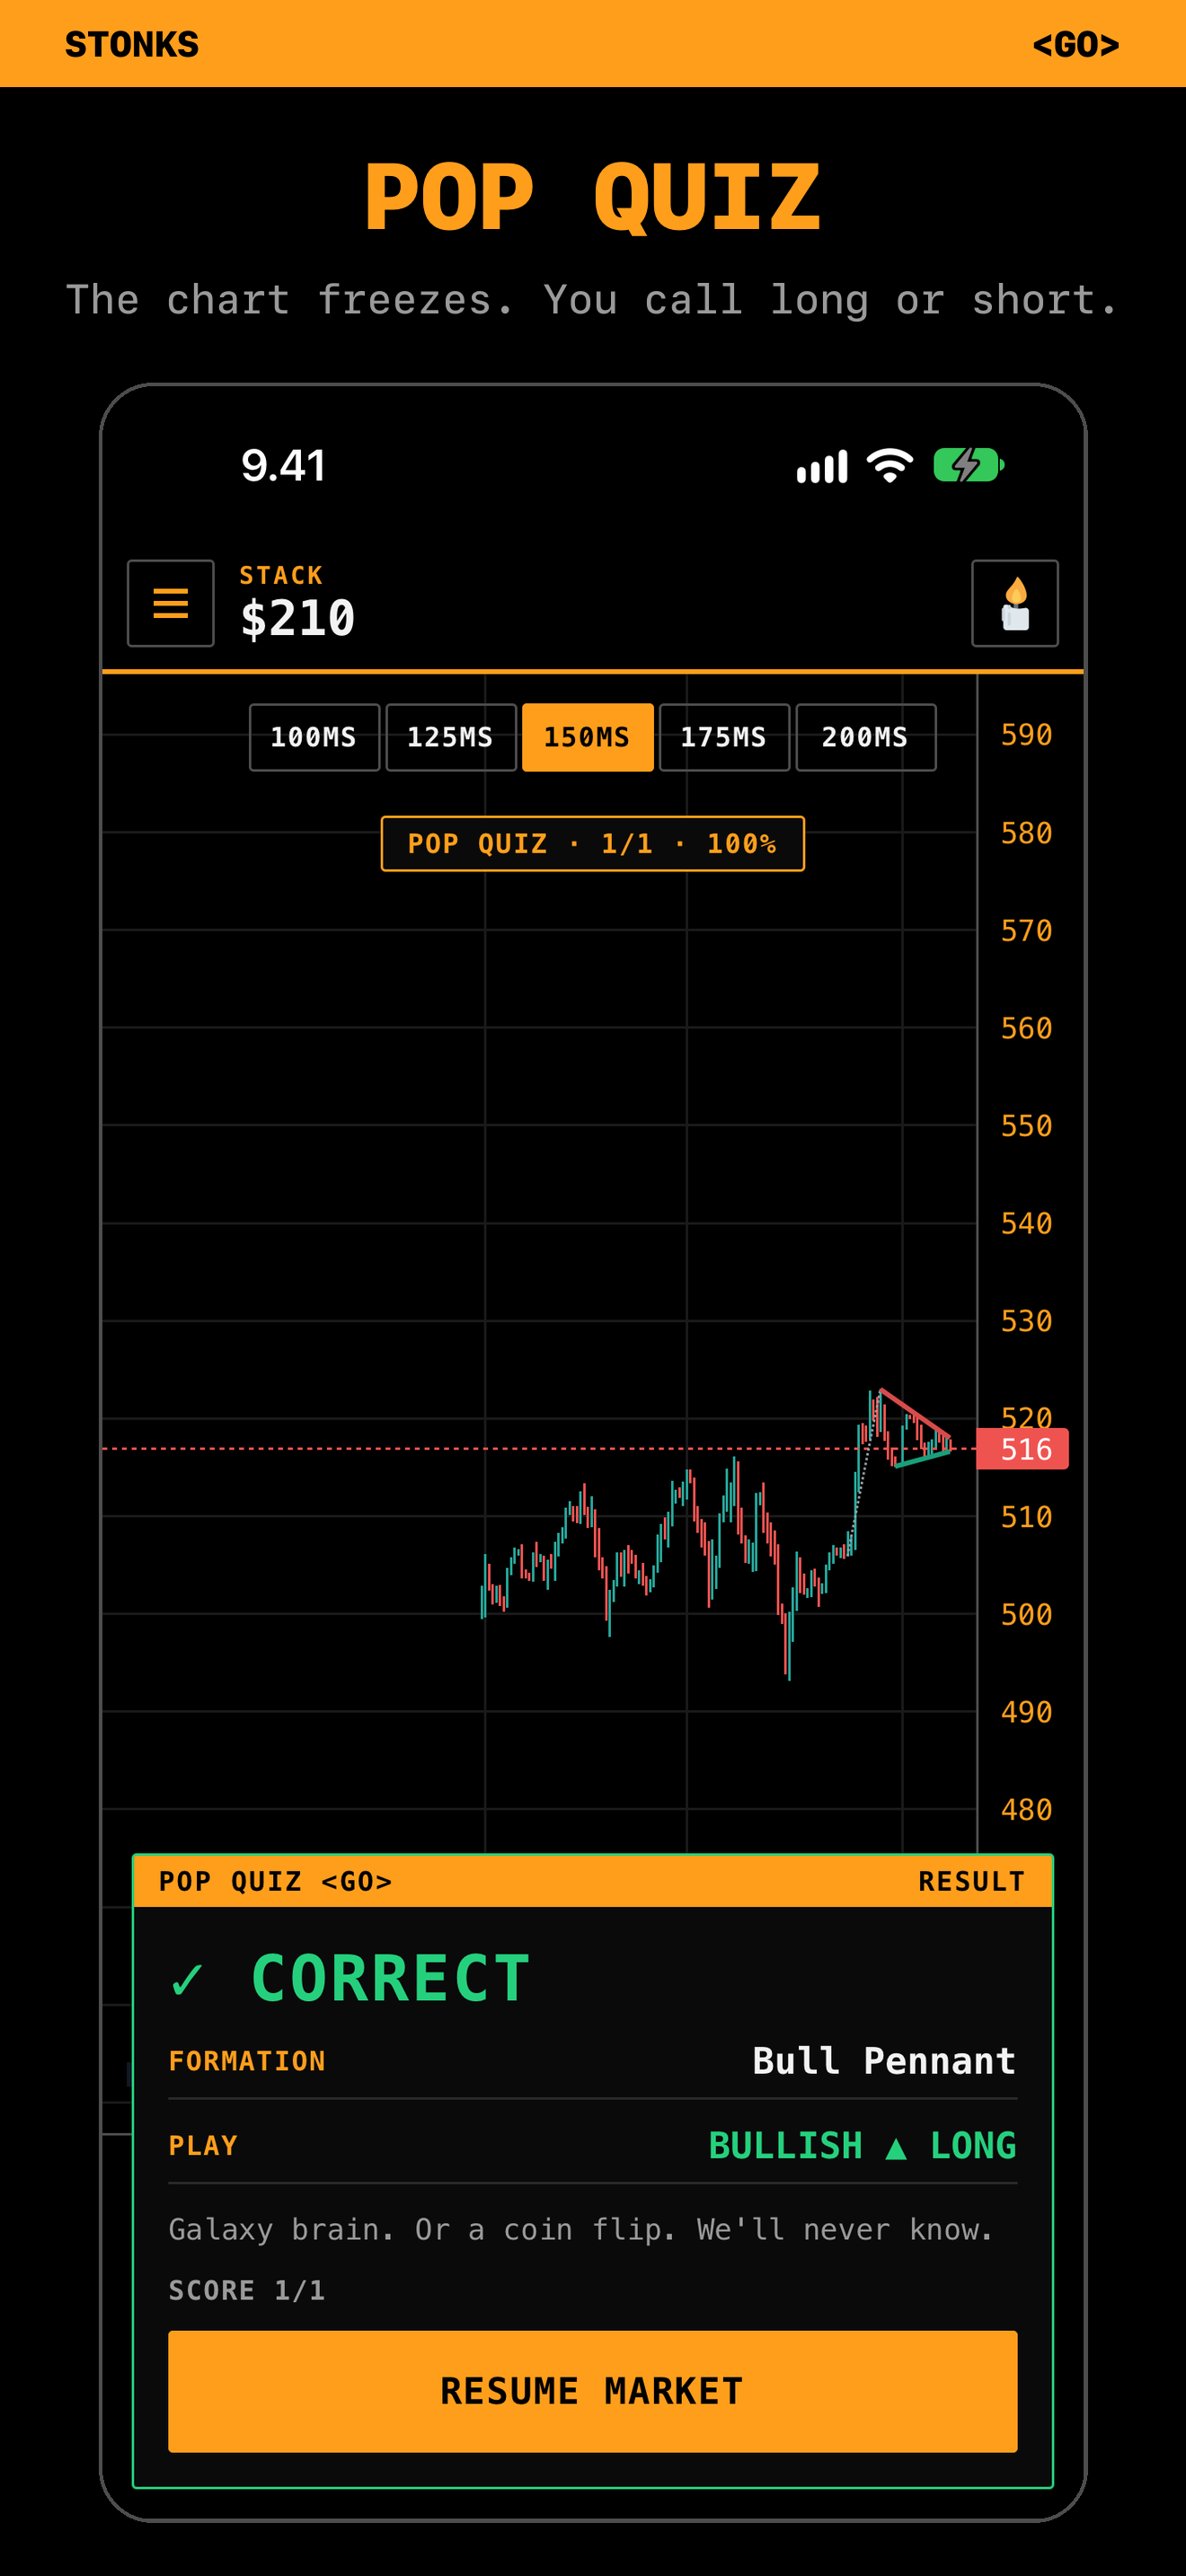 STONKS <GO>
POP QUIZ
The chart freezes. You call long or short.
9.41
STACK
$210
100MS 125MS 150MS 175MS 200MS
590
POP QUIZ · 1/1 · 100%
580
570
560
550
540
530
520
516
510
500
490
480
POP QUIZ <GO> RESULT
✓ CORRECT
FORMATION Bull Pennant
PLAY BULLISH ▲ LONG
Galaxy brain. Or a coin flip. We'll never know.
SCORE 1/1
RESUME MARKET